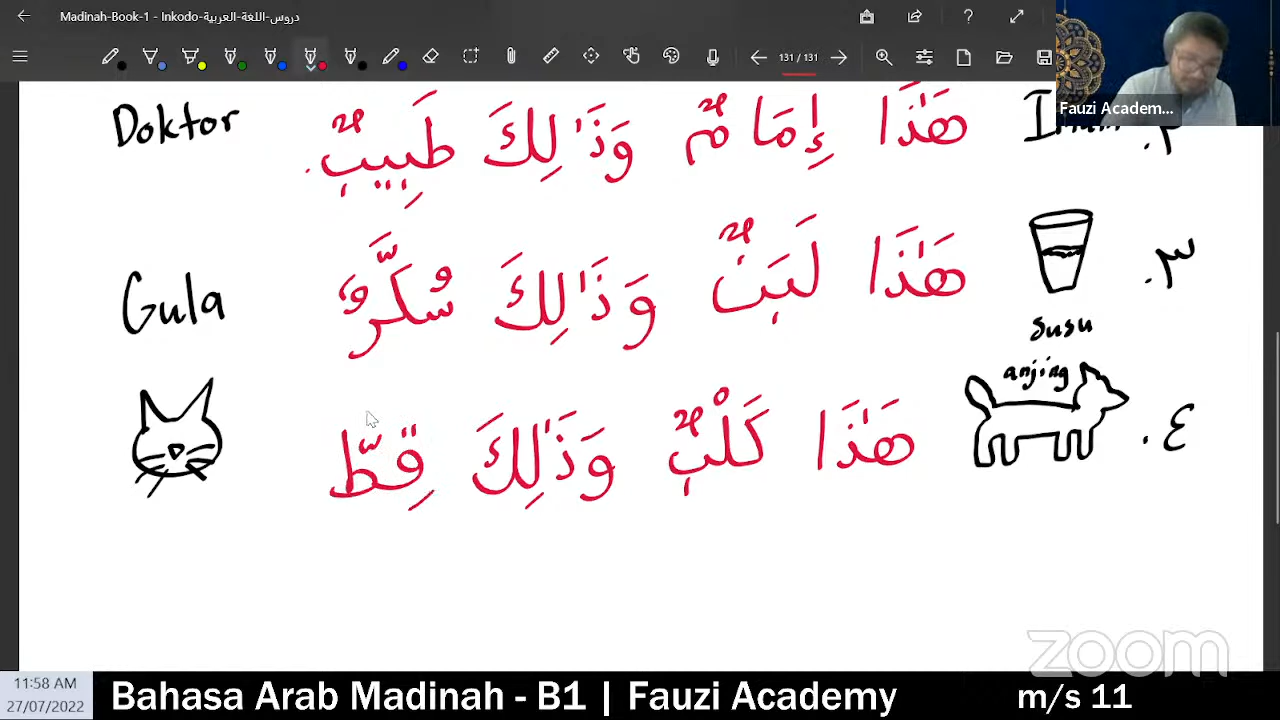 Madinah-Book-1 - Inkodo-دروس-اللغة-العربية
131 / 131
Fauzi Academ...
Doktor هَٰذَا إِمَامٌ وَذَٰلِكَ طَبِيبٌ.
٣. هَٰذَا لَبَنٌ وَذَٰلِكَ سُكَّرٌ Gula
susu
anjing
٤. هَٰذَا كَلْبٌ وَذَٰلِكَ قِطّ
zoom
11:58 AM
27/07/2022
Bahasa Arab Madinah - B1 | Fauzi Academy m/s 11